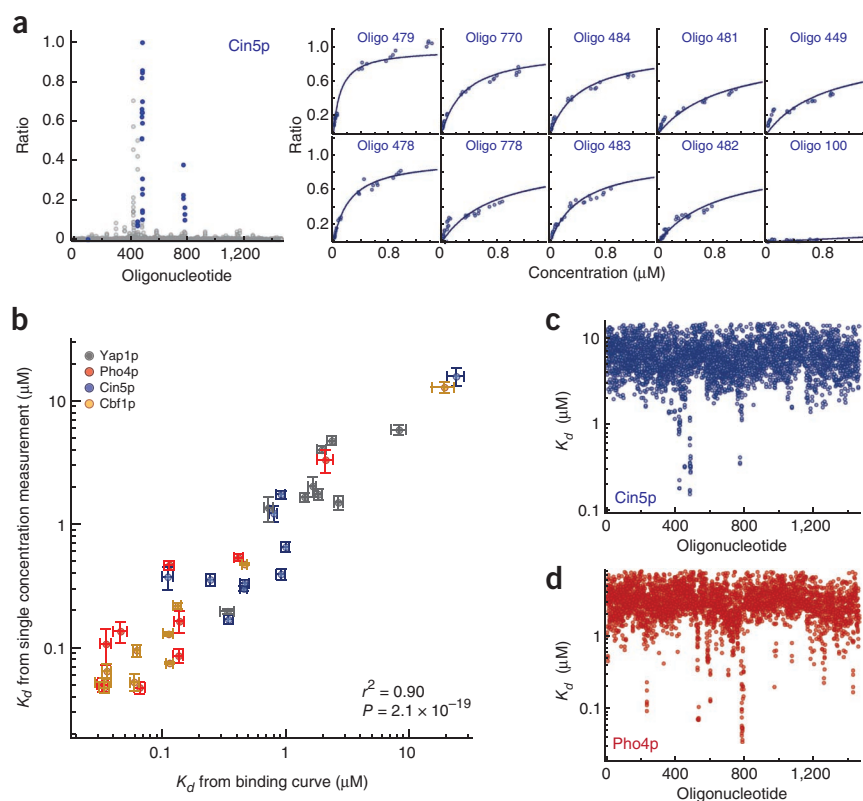 a
Cin5p
Ratio
1.0
0.8
0.6
0.4
0.2
0
0 400 800 1,200
Oligonucleotide
Oligo 479 Oligo 770 Oligo 484 Oligo 481 Oligo 449
Oligo 478 Oligo 778 Oligo 483 Oligo 482 Oligo 100
Ratio
1.0
0.6
0.2
1.0
0.6
0.2
0 0.8 0 0.8 0 0.8 0 0.8 0 0.8
Concentration (μM)
b
Yap1p
Pho4p
Cin5p
Cbf1p
Kd from single concentration measurement (μM)
10
1
0.1
0.1 1 10
Kd from binding curve (μM)
r² = 0.90
P = 2.1 × 10⁻¹⁹
c
Kd (μM)
10
1
0.1
Cin5p
0 400 800 1,200
Oligonucleotide
d
Kd (μM)
1
0.1
Pho4p
0 400 800 1,200
Oligonucleotide